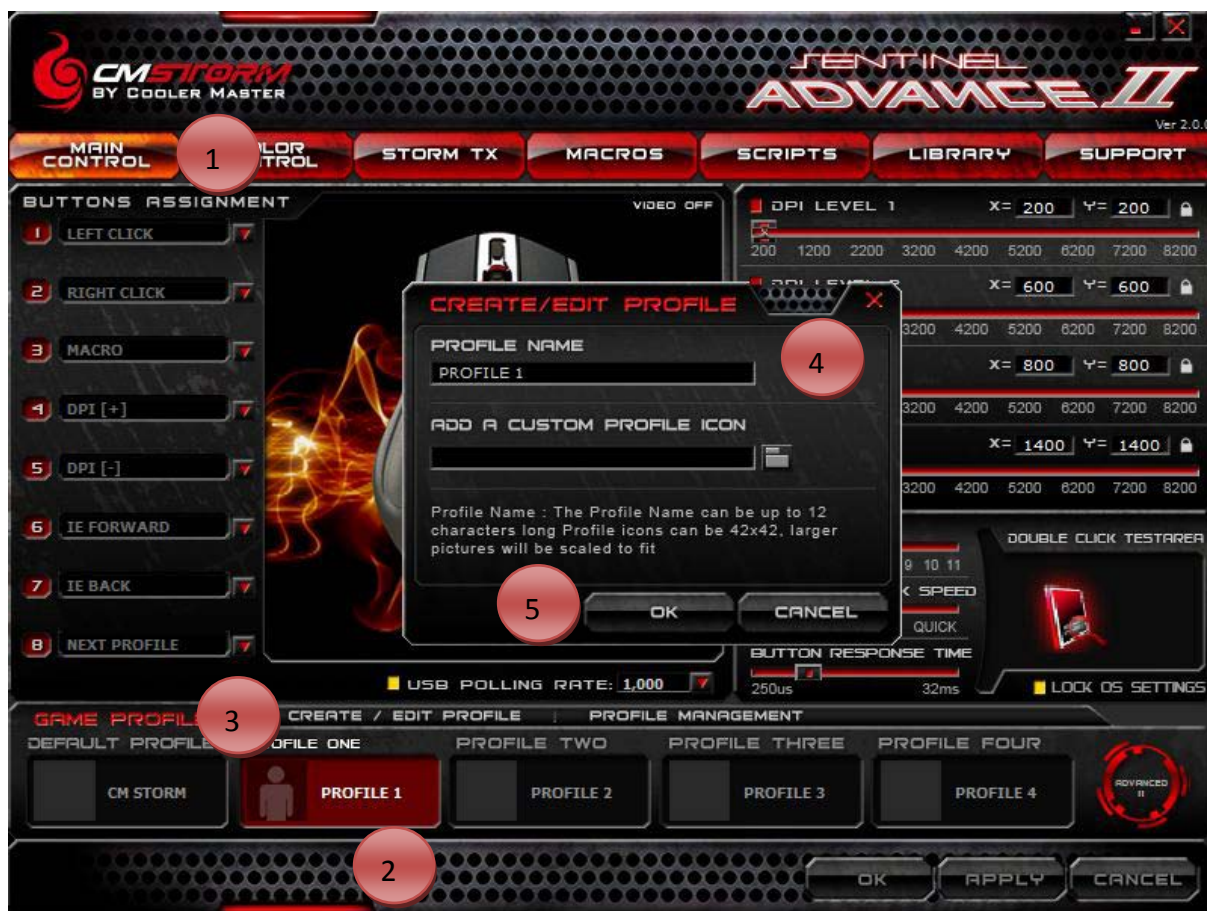 CMSTORM
BY COOLER MASTER
SENTINEL
ADVANCE II
Ver 2.0.0
MAIN CONTROL
1
STORM TX
MACROS
SCRIPTS
LIBRARY
SUPPORT
BUTTONS ASSIGNMENT
1 LEFT CLICK
2 RIGHT CLICK
3 MACRO
4 DPI [+]
5 DPI [-]
6 IE FORWARD
7 IE BACK
8 NEXT PROFILE
VIDEO OFF
USB POLLING RATE: 1,000
DPI LEVEL 1 X= 200 Y= 200
200 1200 2200 3200 4200 5200 6200 7200 8200
X= 600 Y= 600
3200 4200 5200 6200 7200 8200
X= 800 Y= 800
3200 4200 5200 6200 7200 8200
X= 1400 Y= 1400
3200 4200 5200 6200 7200 8200
CREATE/EDIT PROFILE
4
PROFILE NAME
PROFILE 1
ADD A CUSTOM PROFILE ICON
Profile Name : The Profile Name can be up to 12
characters long Profile icons can be 42x42, larger
pictures will be scaled to fit
5
OK
CANCEL
9 10 11
SPEED
QUICK
BUTTON RESPONSE TIME
250us 32ms
DOUBLE CLICK TESTAREA
LOCK OS SETTINGS
GAME
3
CREATE / EDIT PROFILE | PROFILE MANAGEMENT
DEFAULT PROFILE
CM STORM
ONE
PROFILE 1
PROFILE TWO
PROFILE 2
PROFILE THREE
PROFILE 3
PROFILE FOUR
PROFILE 4
ADVANCED
II
2
OK
APPLY
CANCEL